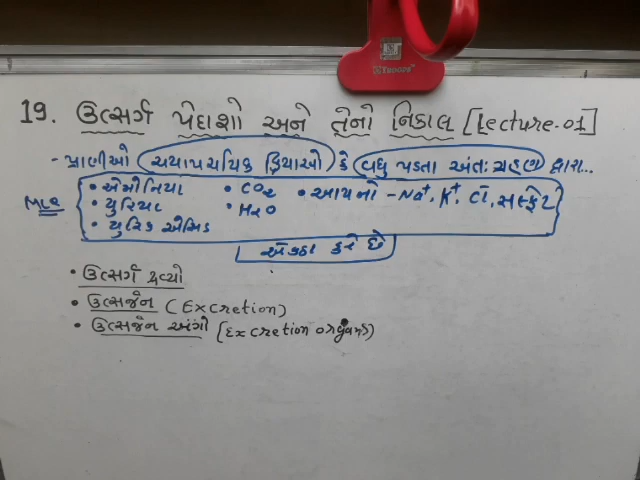 19. ઉત્સર્ગ પેદાશો અને તેનો નિકાલ [Lecture-01]
- પ્રાણીઓ ચયાપચયિક ક્રિયાઓ કે વધુ પડતા અંતઃગ્રહણ દ્વારા..
MCQ • એમોનિયા • CO2 • આયનો - Na⁺, K⁺, Cl⁻, સલ્ફેટ
• યુરિયા • H2O
• યુરિક એસિડ
એકઠા કરે છે
• ઉત્સર્ગ દ્રવ્યો
• ઉત્સર્જન (Excretion)
• ઉત્સર્જન અંગો [Excretion organs)